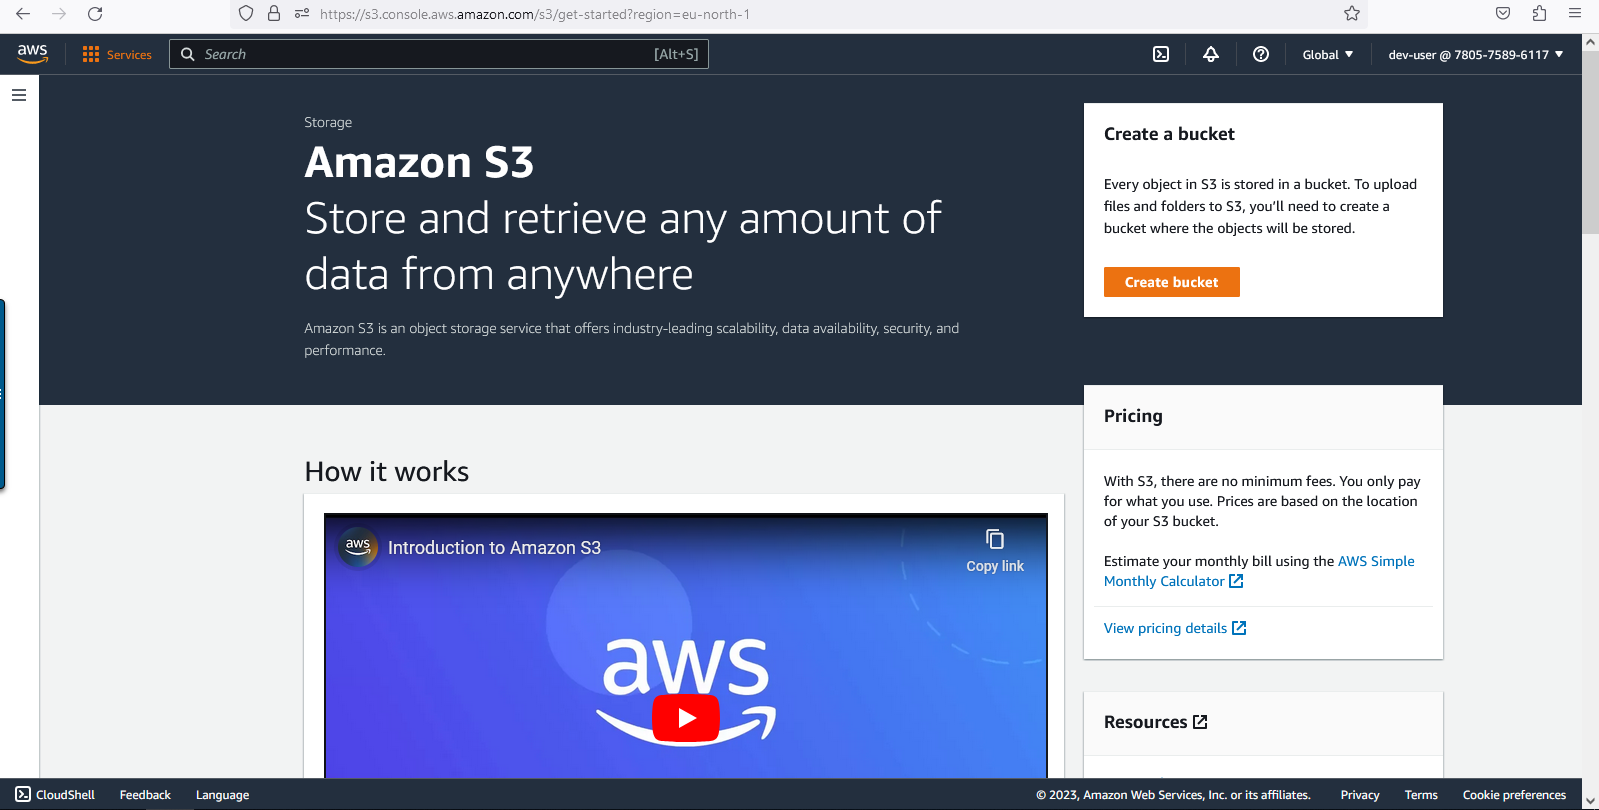 https://s3.console.aws.amazon.com/s3/get-started?region=eu-north-1
aws
Services
Search
[Alt+S]
Global
dev-user @ 7805-7589-6117
Storage
Amazon S3
Store and retrieve any amount of
data from anywhere
Amazon S3 is an object storage service that offers industry-leading scalability, data availability, security, and
performance.
Create a bucket
Every object in S3 is stored in a bucket. To upload
files and folders to S3, you'll need to create a
bucket where the objects will be stored.
Create bucket
Pricing
With S3, there are no minimum fees. You only pay
for what you use. Prices are based on the location
of your S3 bucket.
Estimate your monthly bill using the AWS Simple
Monthly Calculator
View pricing details
Resources
How it works
aws
Introduction to Amazon S3
Copy link
aws
CloudShell
Feedback
Language
© 2023, Amazon Web Services, Inc. or its affiliates.
Privacy
Terms
Cookie preferences